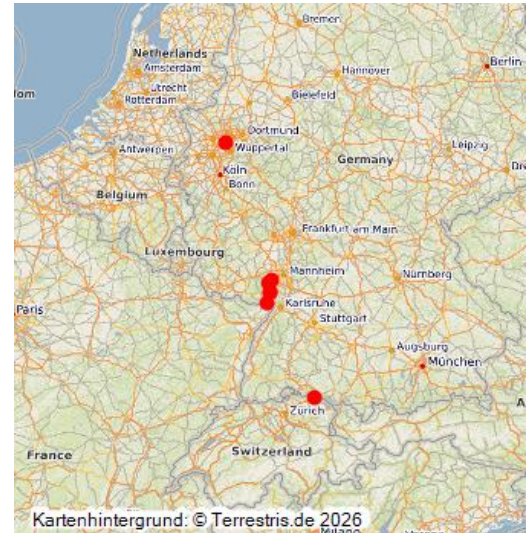 Bremen
Netherlands
Berlin
Amsterdam
Hannover
Utrecht
Bielefeld
Rotterdam
Dortmund
Antwerpen
Wuppertal
Leipzig
Germany
Köln
Bonn
Belgium
Frankfurt am Main
Luxembourg
Mannheim
Nürnberg
Paris
Karlsruhe
Stuttgart
Augsburg
München
Zürich
Switzerland
France
Kartenhintergrund: © Terrestris.de 2026